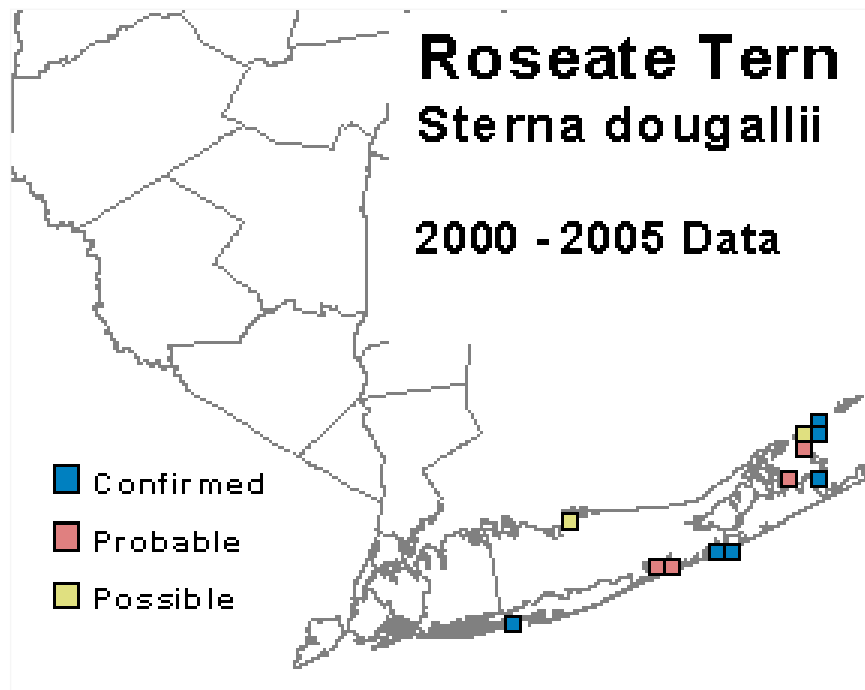 Roseate Tern
Sterna dougallii
2000 - 2005 Data
Confirmed
Probable
Possible